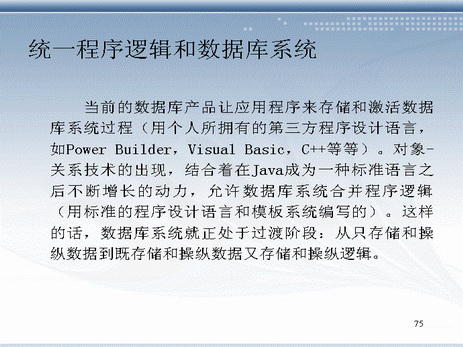 统一程序逻辑和数据库系统
当前的数据库产品让应用程序来存储和激活数据
库系统过程（用个人所拥有的第三方程序设计语言，
如Power Builder，Visual Basic，C++等等）。对象-
关系技术的出现，结合着在Java成为一种标准语言之
后不断增长的动力，允许数据库系统合并程序逻辑
（用标准的程序设计语言和模板系统编写的）。这样
的话，数据库系统就正处于过渡阶段：从只存储和操
纵数据到既存储和操纵数据又存储和操纵逻辑。
75